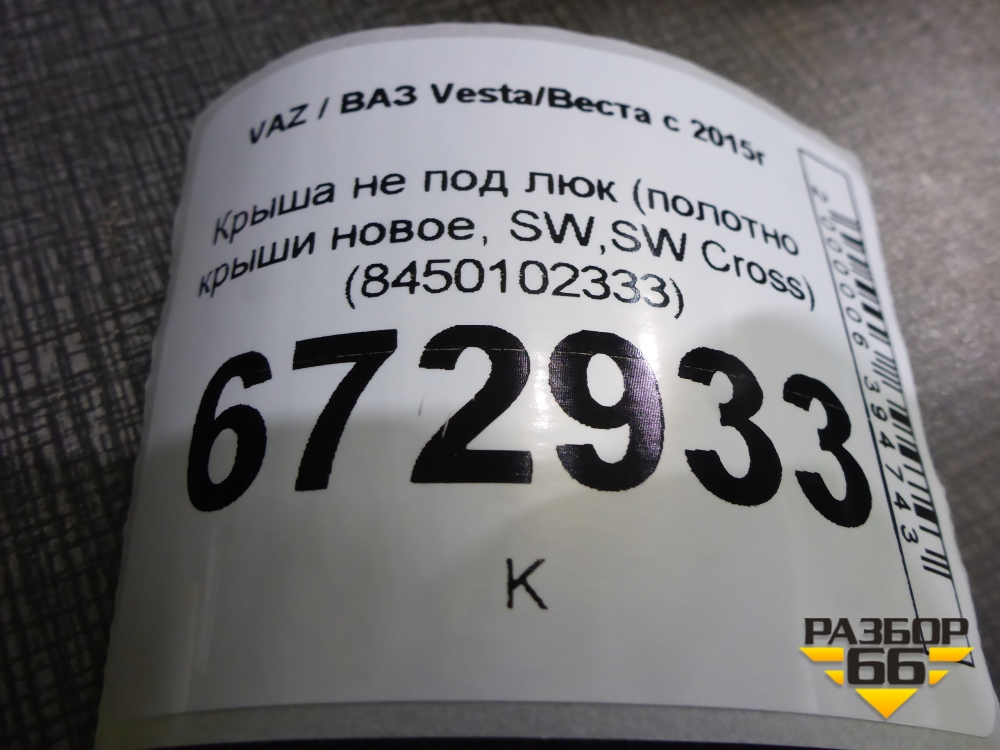 VAZ / ВАЗ Vesta/Веста с 2015г
Крыша не под люк (полотно
крыши новое, SW,SW Cross)
(8450102333)
672933
К
2000006394743
РАЗБОР
66